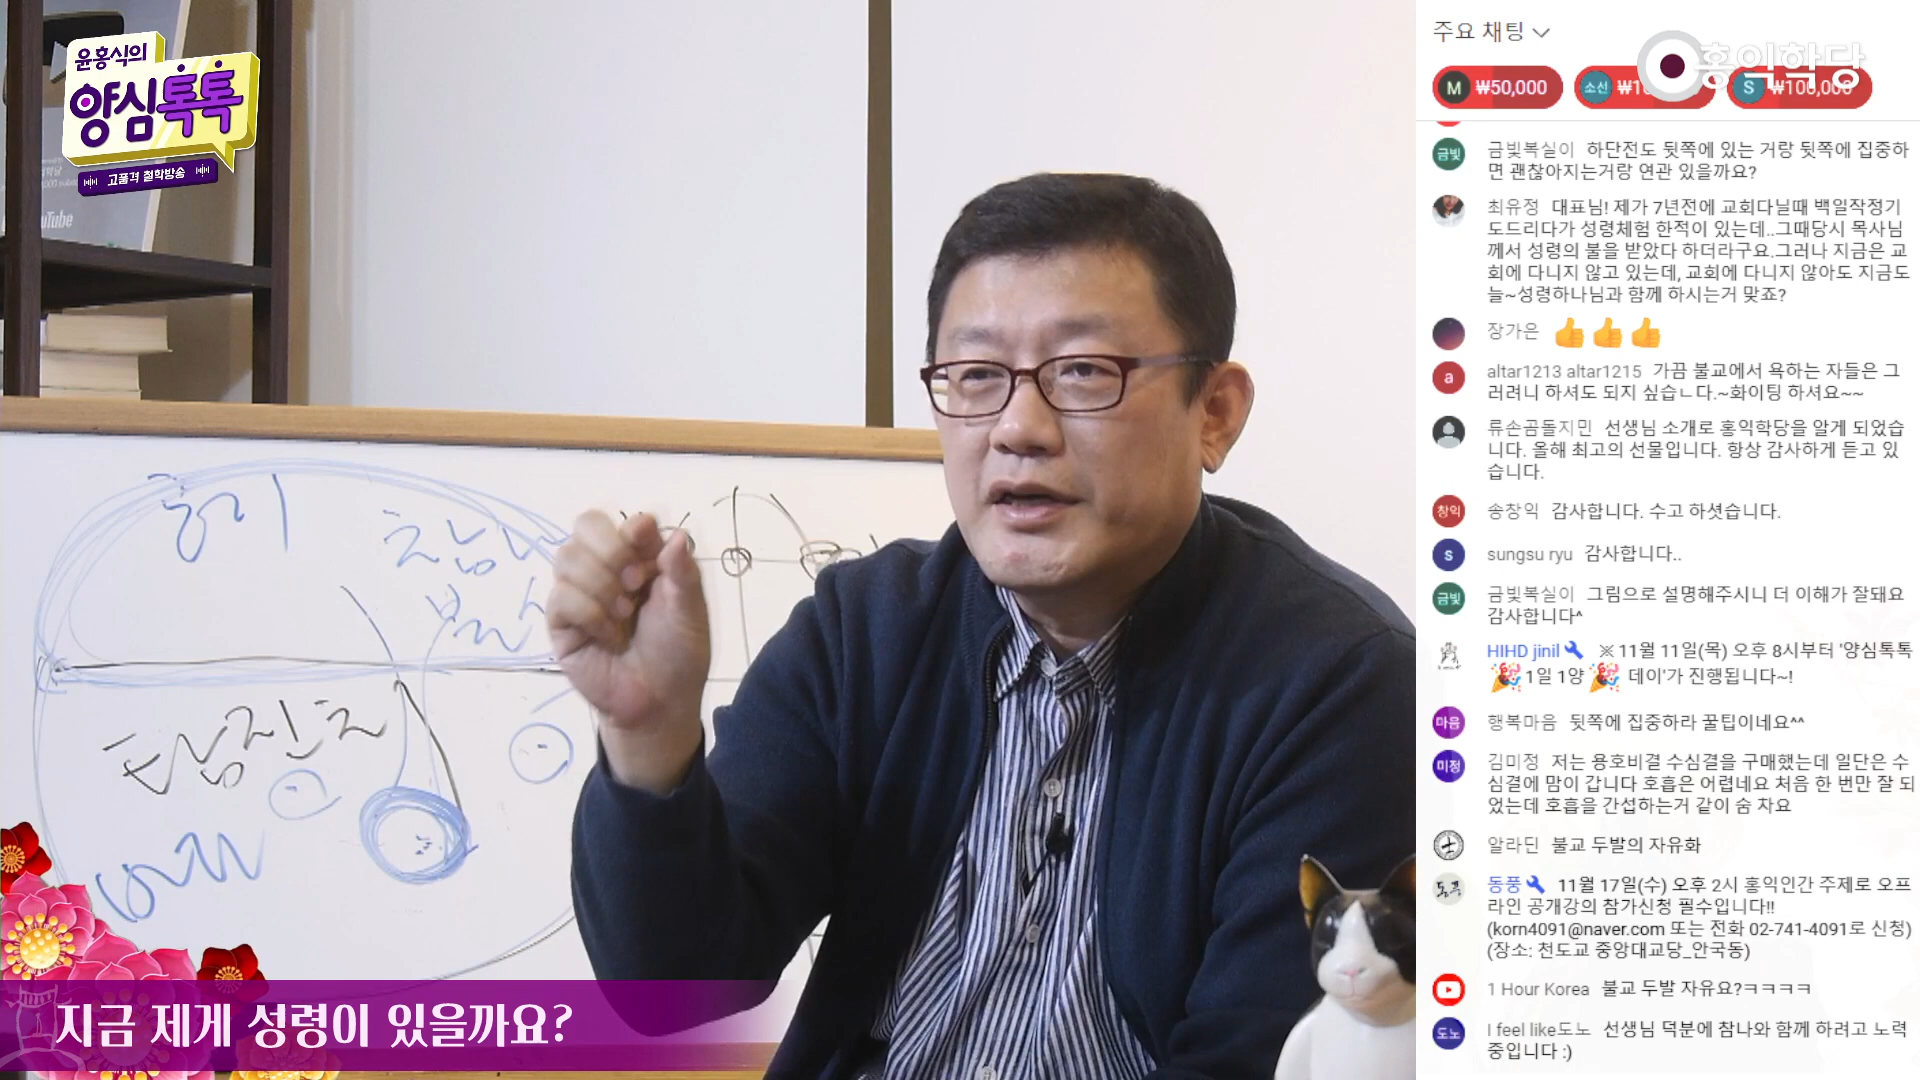 윤홍식의
양심톡톡
고품격 철학방송
주요 채팅
홍익학당
M ₩50,000
소선
S ₩100,000
금빛
금빛복실이 하단전도 뒷쪽에 있는 거랑 뒷쪽에 집중하
면 괜찮아지는거랑 연관 있을까요?
최유정 대표님! 제가 7년전에 교회다닐때 백일작정기
도드리다가 성령체험 한적이 있는데..그때당시 목사님
께서 성령의 불을 받았다 하더라구요.그러나 지금은 교
회에 다니지 않고 있는데, 교회에 다니지 않아도 지금도
늘~성령하나님과 함께 하시는거 맞죠?
장가은 👍👍👍
a
altar1213 altar1215 가끔 불교에서 욕하는 자들은 그
러려니 하셔도 되지 싶습ㄴ다.~화이팅 하셔요~~
류손곰돌지민 선생님 소개로 홍익학당을 알게 되었습
니다. 올해 최고의 선물입니다. 항상 감사하게 듣고 있
습니다.
창익
송창익 감사합니다. 수고 하셧습니다.
s
sungsu ryu 감사합니다..
금빛
금빛복실이 그림으로 설명해주시니 더 이해가 잘돼요
감사합니다^
HIHD jinil ※ 11월 11일(목) 오후 8시부터 '양심톡톡
🎉 1일 1양 🎉 데이'가 진행됩니다~!
마음
행복마음 뒷쪽에 집중하라 꿀팁이네요^^
미정
김미정 저는 용호비결 수심결을 구매했는데 일단은 수
심결에 맘이 갑니다 호흡은 어렵네요 처음 한 번만 잘 되
었는데 호흡을 간섭하는거 같이 숨 차요
알라딘 불교 두발의 자유화
동풍 11월 17일(수) 오후 2시 홍익인간 주제로 오프
라인 공개강의 참가신청 필수입니다!!
(korn4091@naver.com 또는 전화 02-741-4091로 신청)
(장소: 천도교 중앙대교당_안국동)
1 Hour Korea 불교 두발 자유요?ㅋㅋㅋㅋ
도노
I feel like도노 선생님 덕분에 참나와 함께 하려고 노력
중입니다 :)
지금 제게 성령이 있을까요?